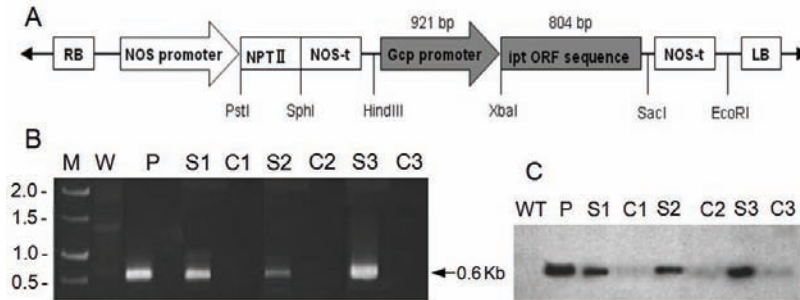 A
921 bp
804 bp
RB
NOS promoter
NPTⅡ
NOS-t
Gcp promoter
ipt ORF sequence
NOS-t
LB
PstI
SphI
HindIII
XbaI
SacI
EcoRI
B
M W P S1 C1 S2 C2 S3 C3
2.0 -
1.5 -
1.0 -
0.5 -
0.6 Kb
C
WT P S1 C1 S2 C2 S3 C3